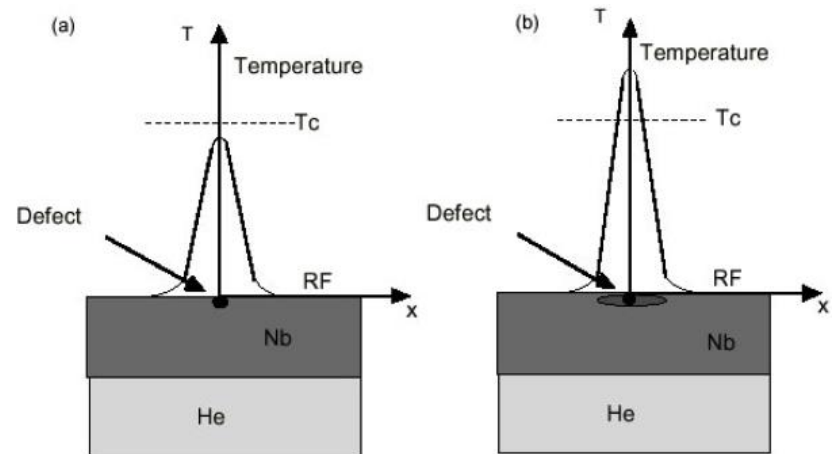 (a)
T
Temperature
Tc
Defect
RF
x
Nb
He
(b)
T
Temperature
Tc
Defect
RF
x
Nb
He